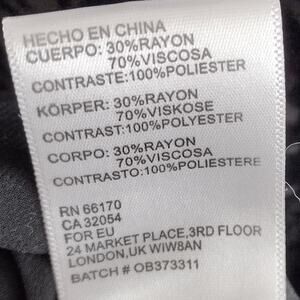 HECHO EN CHINA
CUERPO: 30%RAYON
70%VISCOSA
CONTRASTE:100%POLIESTER
KÖRPER: 30%RAYON
70%VISKOSE
CONTRAST:100%POLYESTER
CORPO: 30%RAYON
70%VISCOSA
CONTRASTO:100%POLIESTERE
RN 66170
CA 32054
FOR EU
24 MARKET PLACE,3RD FLOOR
LONDON,UK WIW8AN
BATCH # OB373311